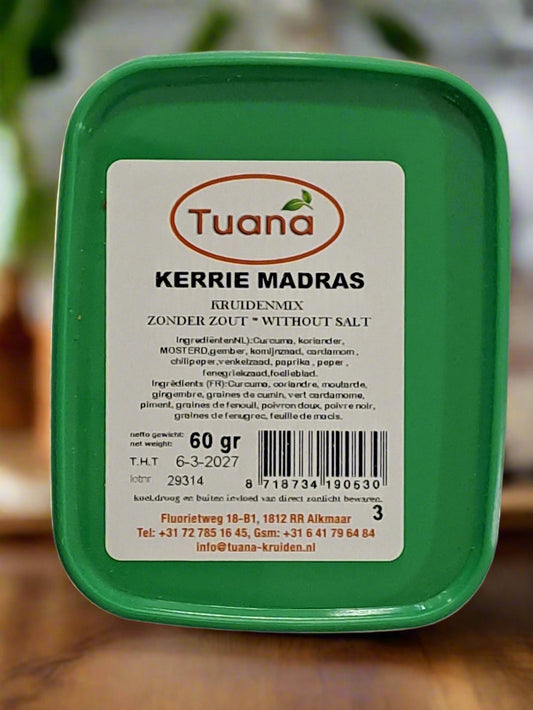 Tuana
KERRIE MADRAS
KRUIDENMIX
ZONDER ZOUT * WITHOUT SALT
IngrediëntenNL):Curcuma, koriander,
MOSTERD,gember, komijnzaad, cardamom,
chilipeper,venkelzaad, paprika, peper,
fenegriekzaad,foelieblad.
Ingrédients (FR):Curcuma, coriandre, moutarde,
gingembre, graines de cumin, vert cardamome,
piment, graines de fenouil, poivron doux, poivre noir,
graines de fenugrec, feuille de macis.
netto gewicht:
net weight: 60 gr
T.H.T 6-3-2027
lotnr 29314
8 718734 190630
koel,droog en buiten invloed van direct zonlicht bewaren.
3
Fluorietweg 18-B1, 1812 RR Alkmaar
Tel: +31 72 785 16 45, Gsm: +31 6 41 79 64 84
info@tuana-kruiden.nl